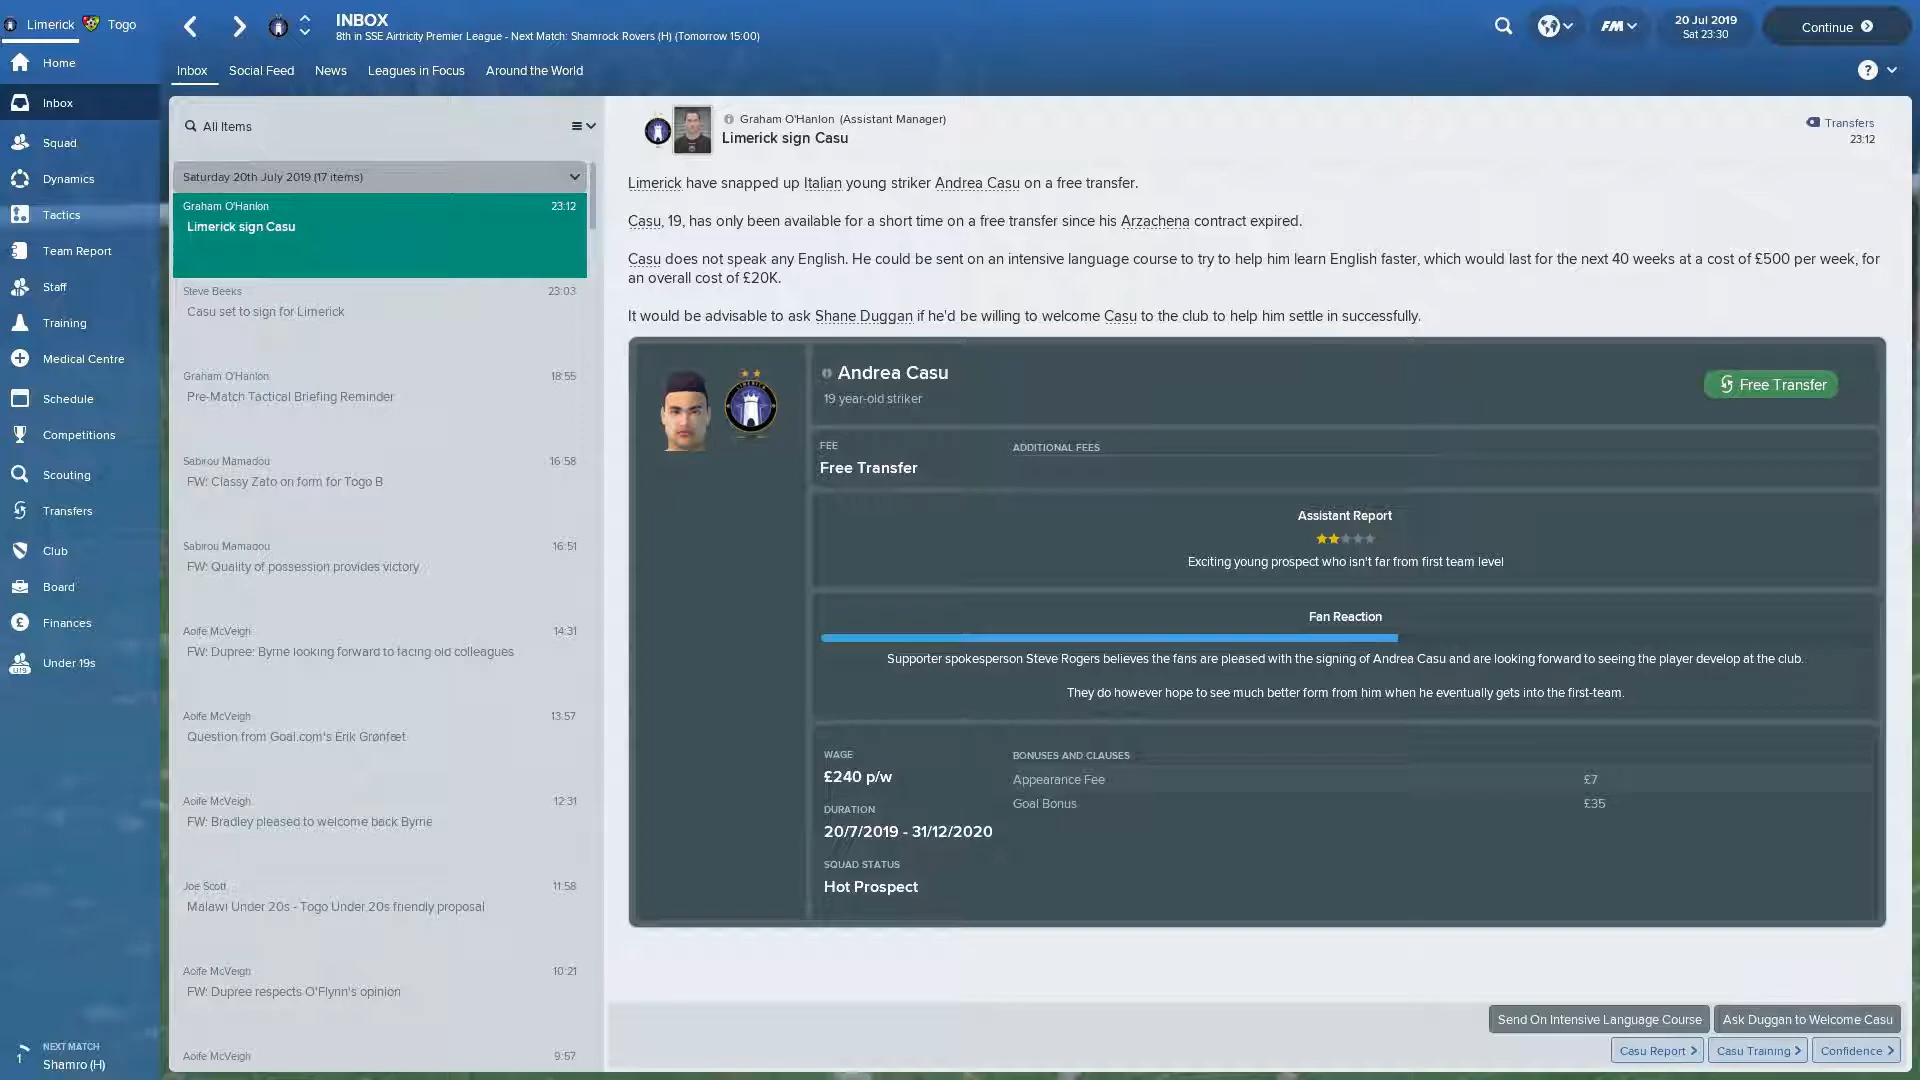 Limerick
Togo
INBOX
8th in SSE Airtricity Premier League - Next Match: Shamrock Rovers (H) (Tomorrow 15:00)
FM
20 Jul 2019
Sat 23:30
Continue
Home
Inbox
Social Feed
News
Leagues in Focus
Around the World
?
Inbox
Squad
Dynamics
Tactics
Team Report
Staff
Training
Medical Centre
Schedule
Competitions
Scouting
Transfers
Club
Board
Finances
Under 19s
NEXT MATCH
1
Shamro (H)
All Items
Saturday 20th July 2019 (17 items)
Graham O'Hanlon 23:12
Limerick sign Casu
Steve Beeks 23:03
Casu set to sign for Limerick
Graham O'Hanlon 18:55
Pre-Match Tactical Briefing Reminder
Sabirou Mamadou 16:58
FW: Classy Zato on form for Togo B
Sabirou Mamadou 16:51
FW: Quality of possession provides victory
Aoife McVeigh 14:31
FW: Dupree: Byrne looking forward to facing old colleagues
Aoife McVeigh 13:57
Question from Goal.com's Erik Grønfæt
Aoife McVeigh 12:31
FW: Bradley pleased to welcome back Byrne
Joe Scott 11:58
Malawi Under 20s - Togo Under 20s friendly proposal
Aoife McVeigh 10:21
FW: Dupree respects O'Flynn's opinion
Aoife McVeigh 9:57
Graham O'Hanlon (Assistant Manager)
Limerick sign Casu
Transfers
23:12
Limerick have snapped up Italian young striker Andrea Casu on a free transfer.
Casu, 19, has only been available for a short time on a free transfer since his Arzachena contract expired.
Casu does not speak any English. He could be sent on an intensive language course to try to help him learn English faster, which would last for the next 40 weeks at a cost of £500 per week, for
an overall cost of £20K.
It would be advisable to ask Shane Duggan if he'd be willing to welcome Casu to the club to help him settle in successfully.
Andrea Casu
19 year-old striker
Free Transfer
FEE
Free Transfer
ADDITIONAL FEES
Assistant Report
Exciting young prospect who isn't far from first team level
Fan Reaction
Supporter spokesperson Steve Rogers believes the fans are pleased with the signing of Andrea Casu and are looking forward to seeing the player develop at the club.
They do however hope to see much better form from him when he eventually gets into the first-team.
WAGE
£240 p/w
DURATION
20/7/2019 - 31/12/2020
SQUAD STATUS
Hot Prospect
BONUSES AND CLAUSES
Appearance Fee £7
Goal Bonus £35
Send On Intensive Language Course
Ask Duggan to Welcome Casu
Casu Report
Casu Training
Confidence